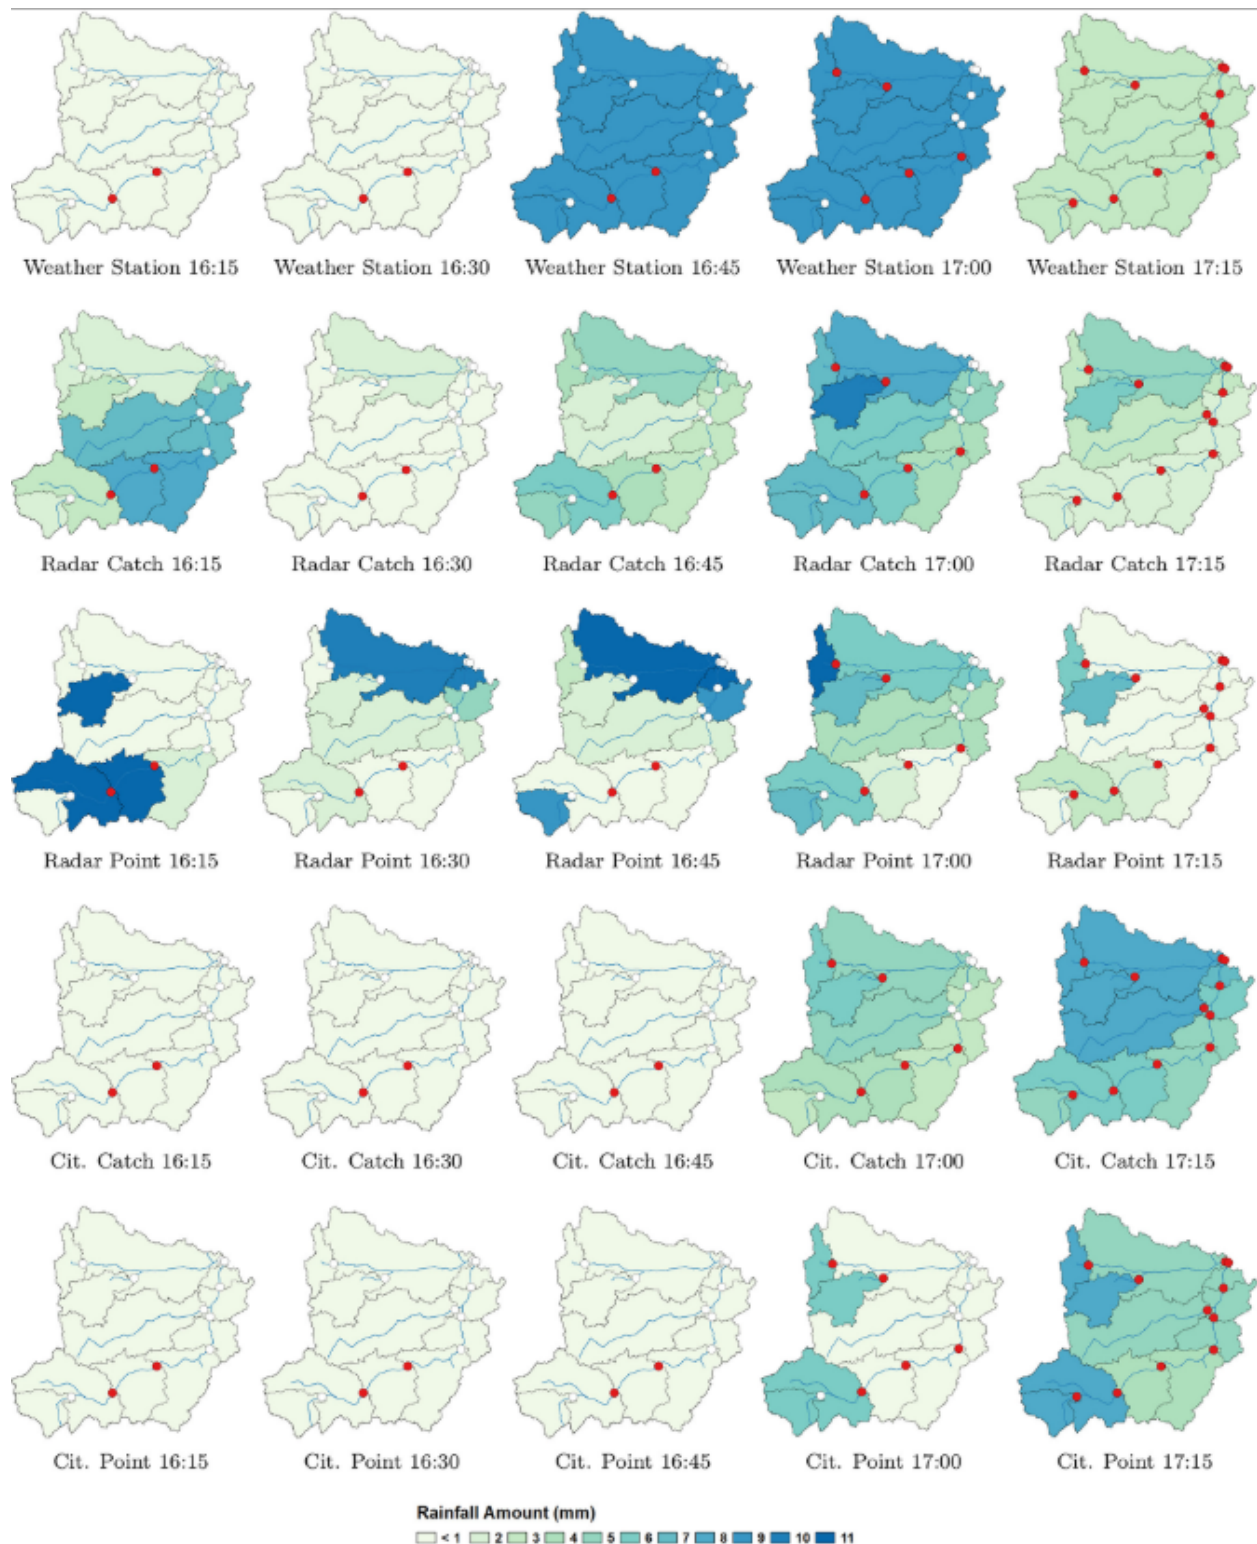 Weather Station 16:15 Weather Station 16:30 Weather Station 16:45 Weather Station 17:00 Weather Station 17:15
Radar Catch 16:15 Radar Catch 16:30 Radar Catch 16:45 Radar Catch 17:00 Radar Catch 17:15
Radar Point 16:15 Radar Point 16:30 Radar Point 16:45 Radar Point 17:00 Radar Point 17:15
Cit. Catch 16:15 Cit. Catch 16:30 Cit. Catch 16:45 Cit. Catch 17:00 Cit. Catch 17:15
Cit. Point 16:15 Cit. Point 16:30 Cit. Point 16:45 Cit. Point 17:00 Cit. Point 17:15
Rainfall Amount (mm)
< 1 2 3 4 5 6 7 8 9 10 11